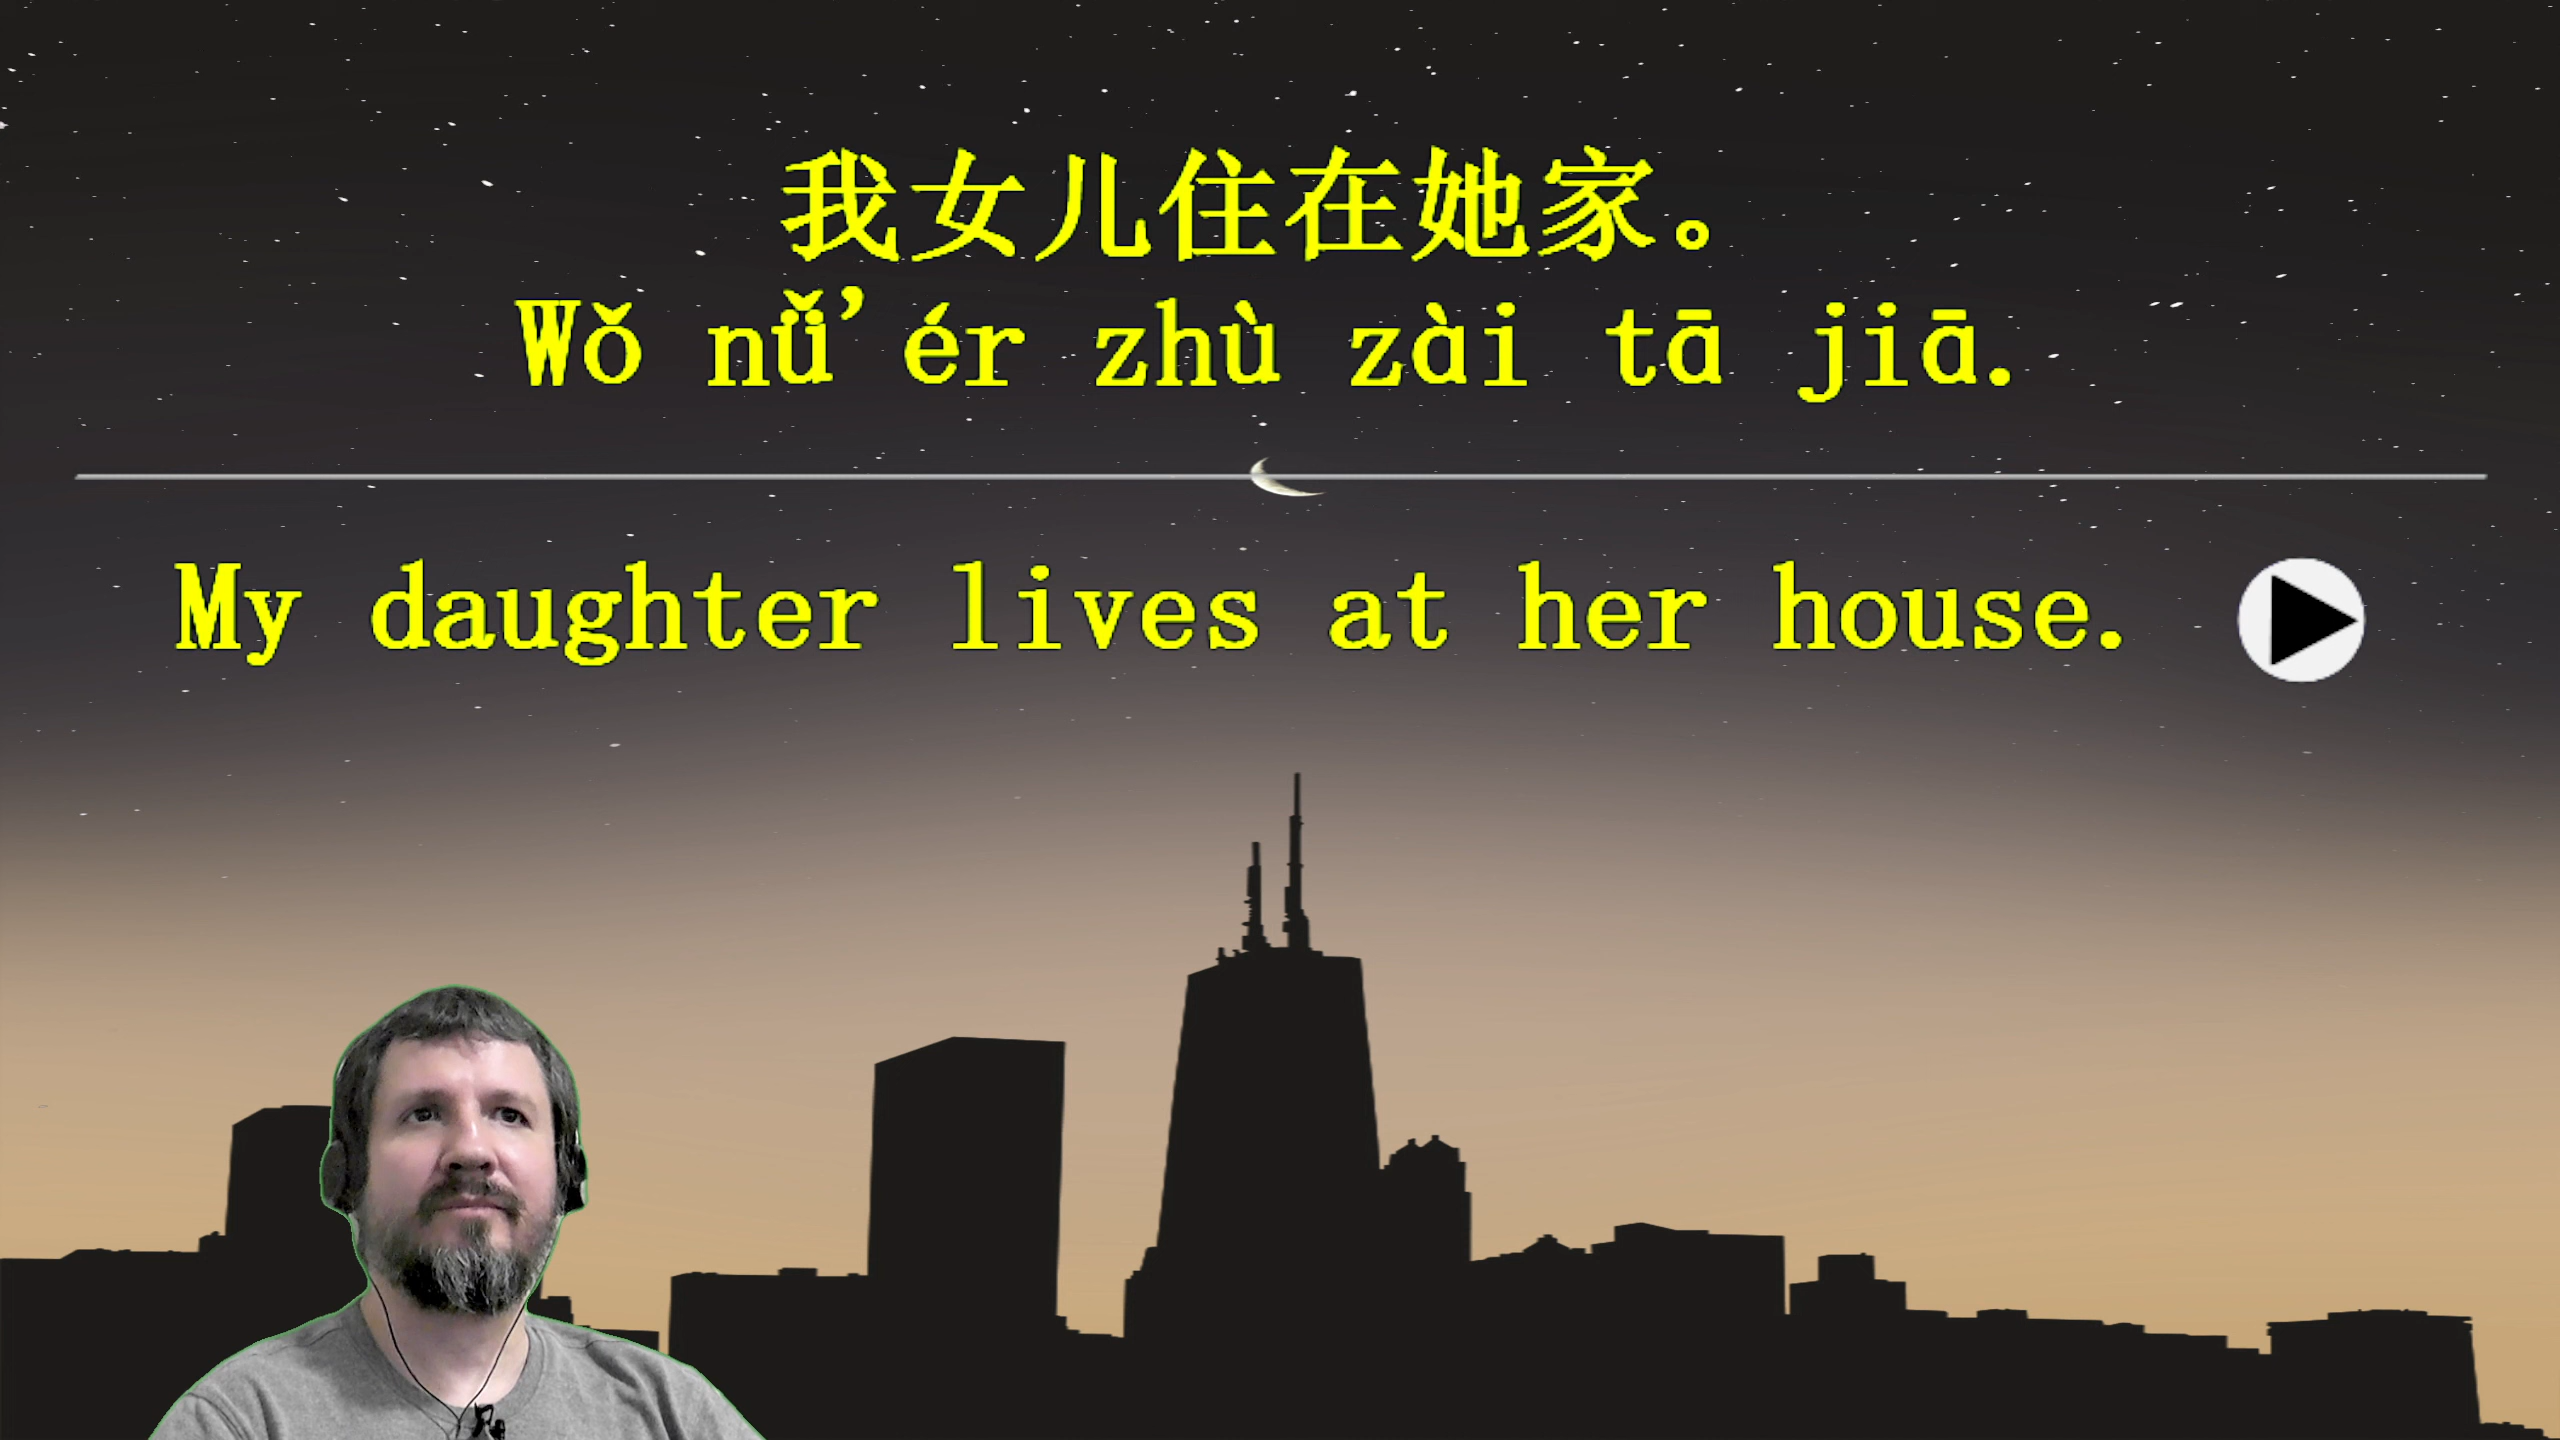 我女儿住在她家。
Wǒ nǚ'ér zhù zài tā jiā.
My daughter lives at her house.